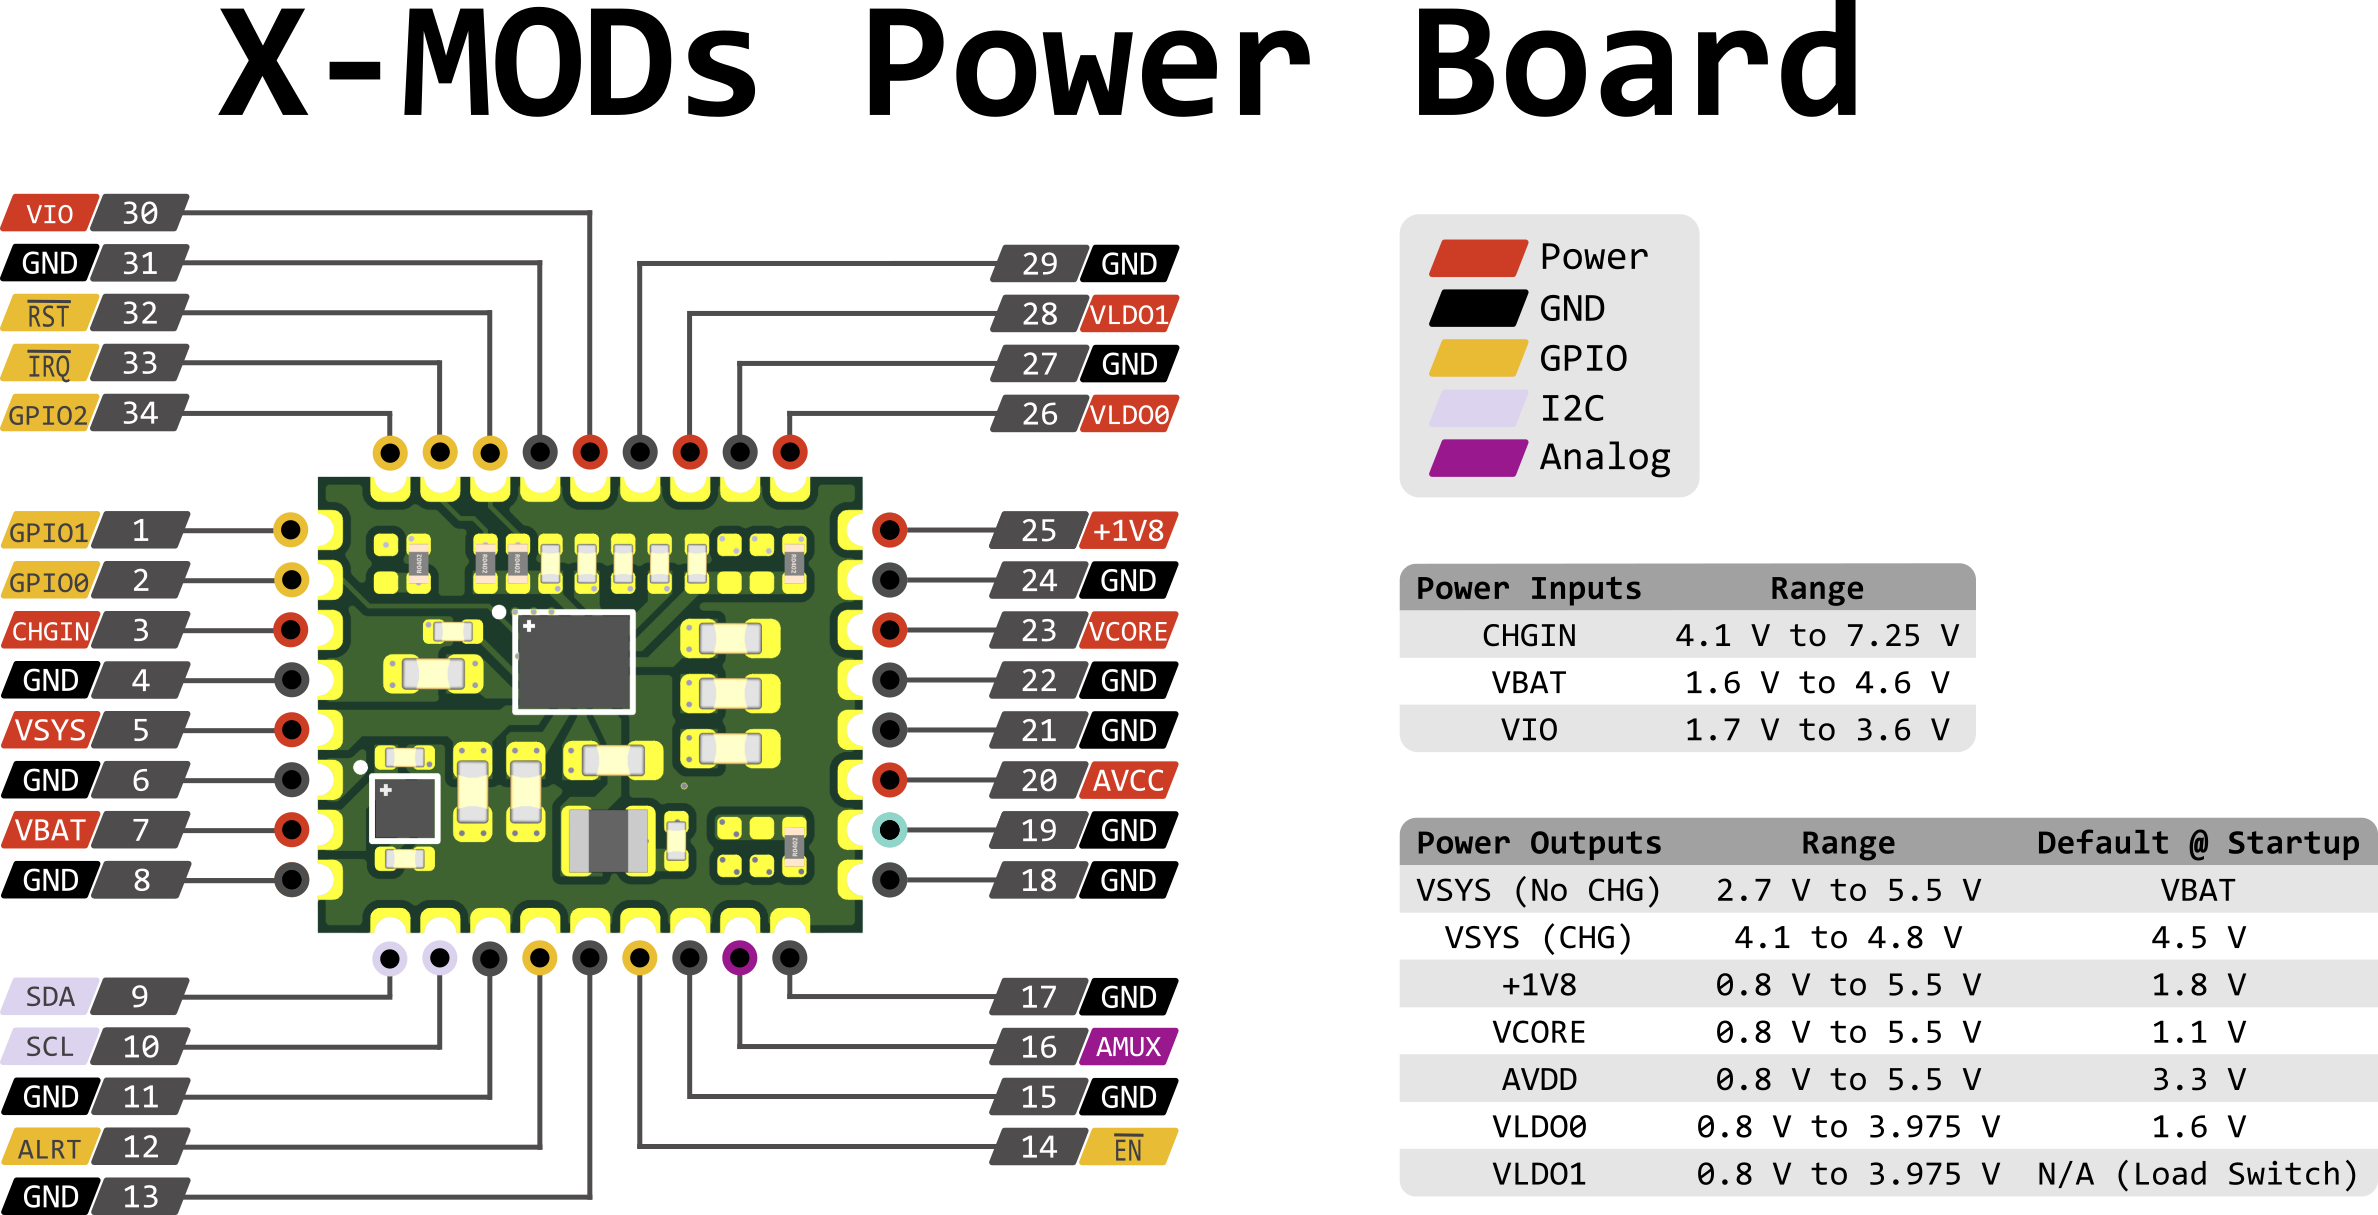 X-MODs Power Board
VIO 30
GND 31
RST 32
IRQ 33
GPIO2 34
29 GND
28 VLDO1
27 GND
26 VLDO0
GPIO1 1
GPIO0 2
CHGIN 3
GND 4
VSYS 5
GND 6
VBAT 7
GND 8
R0402
R0402
R0402
R0402
R0402
25 +1V8
24 GND
23 VCORE
22 GND
21 GND
20 AVCC
19 GND
18 GND
SDA 9
SCL 10
GND 11
ALRT 12
GND 13
17 GND
16 AMUX
15 GND
14 EN
Power
GND
GPIO
I2C
Analog
Power Inputs Range
CHGIN 4.1 V to 7.25 V
VBAT 1.6 V to 4.6 V
VIO 1.7 V to 3.6 V
Power Outputs Range Default @ Startup
VSYS (No CHG) 2.7 V to 5.5 V VBAT
VSYS (CHG) 4.1 to 4.8 V 4.5 V
+1V8 0.8 V to 5.5 V 1.8 V
VCORE 0.8 V to 5.5 V 1.1 V
AVDD 0.8 V to 5.5 V 3.3 V
VLDO0 0.8 V to 3.975 V 1.6 V
VLDO1 0.8 V to 3.975 V N/A (Load Switch)